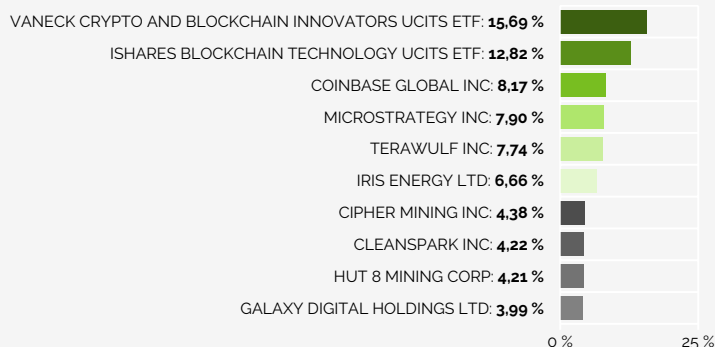 VANECK CRYPTO AND BLOCKCHAIN INNOVATORS UCITS ETF: 15,69 %
ISHARES BLOCKCHAIN TECHNOLOGY UCITS ETF: 12,82 %
COINBASE GLOBAL INC: 8,17 %
MICROSTRATEGY INC: 7,90 %
TERAWULF INC: 7,74 %
IRIS ENERGY LTD: 6,66 %
CIPHER MINING INC: 4,38 %
CLEANSPARK INC: 4,22 %
HUT 8 MINING CORP: 4,21 %
GALAXY DIGITAL HOLDINGS LTD: 3,99 %
0 % 25 %